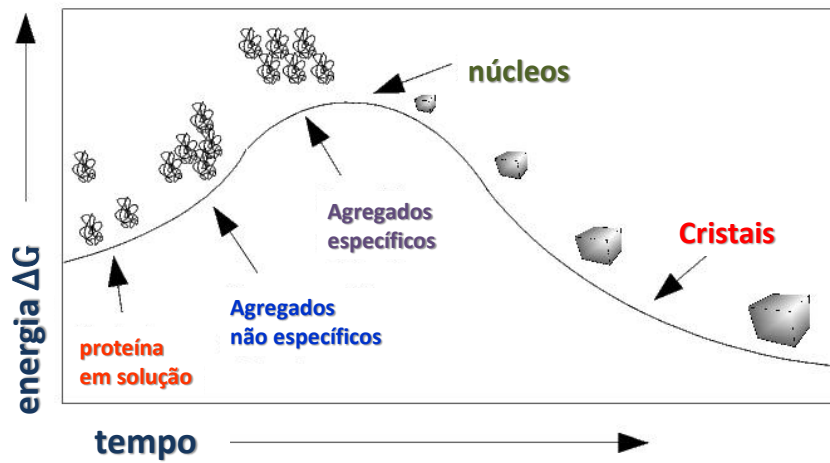 núcleos
Agregados
específicos
Cristais
Agregados
não específicos
proteína
em solução
energia ΔG
tempo